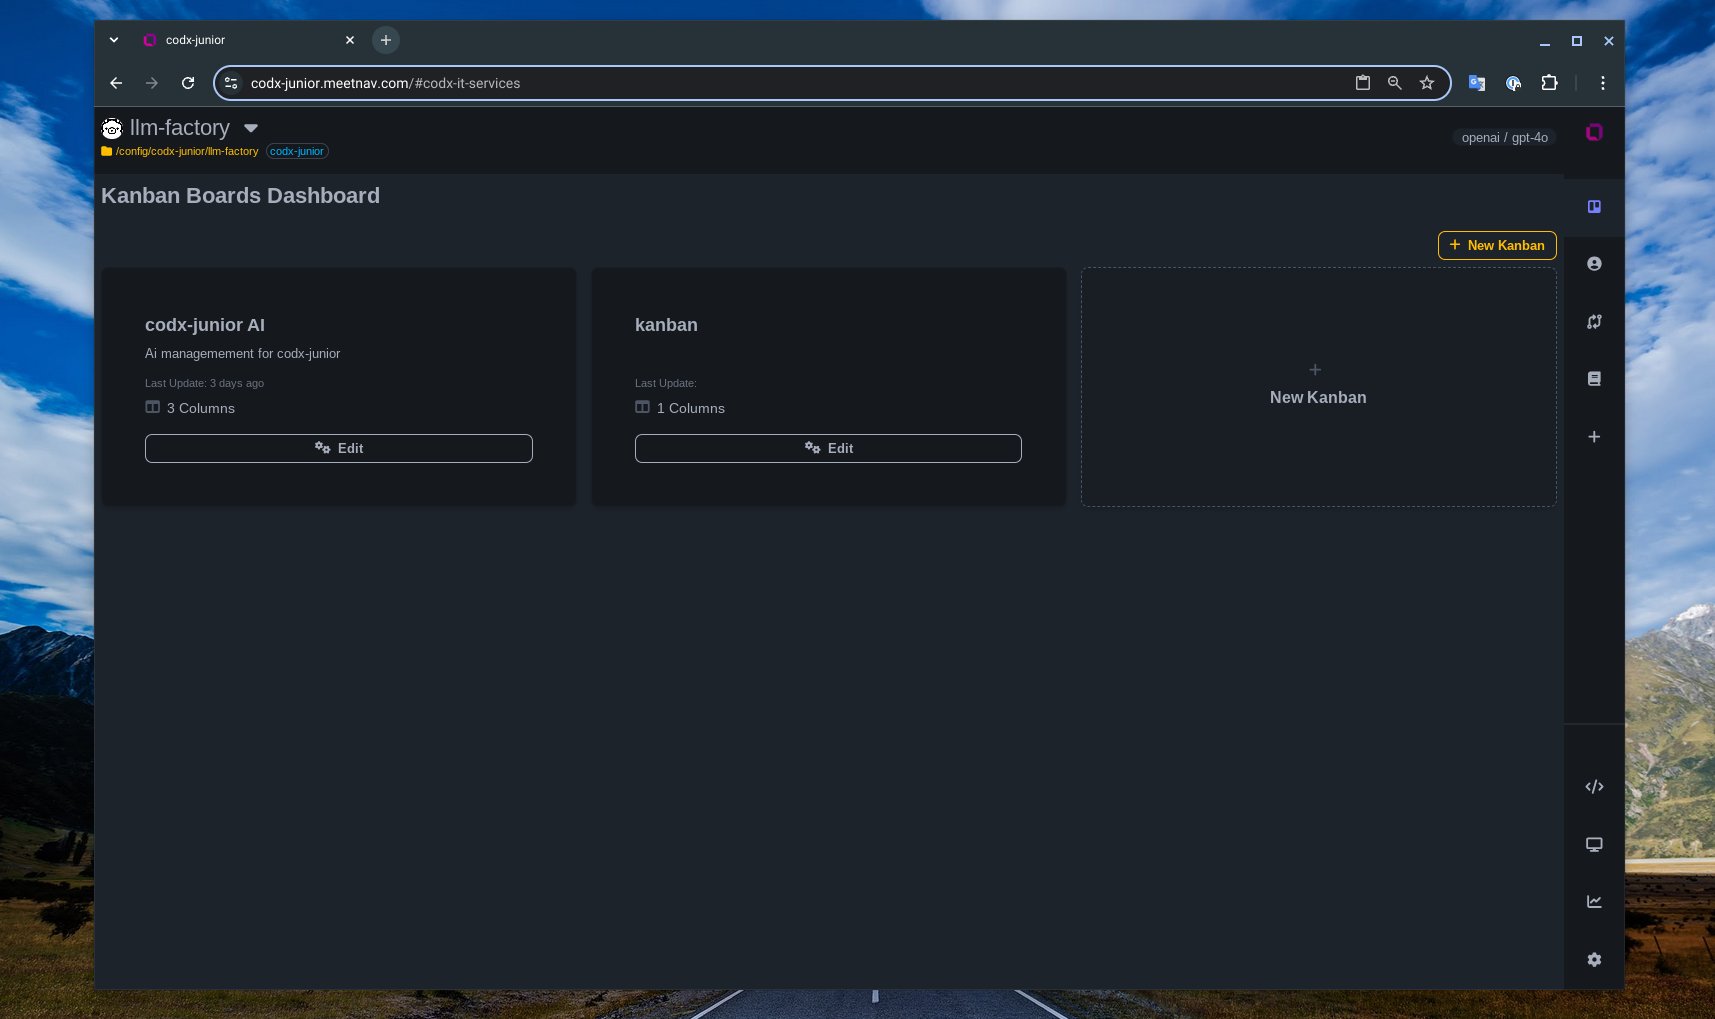 codx-junior
codx-junior.meetnav.com/#codx-it-services
llm-factory
/config/codx-junior/llm-factory codx-junior
openai / gpt-4o
Kanban Boards Dashboard
New Kanban
codx-junior AI
Ai managemement for codx-junior
Last Update: 3 days ago
3 Columns
Edit
kanban
Last Update:
1 Columns
Edit
New Kanban